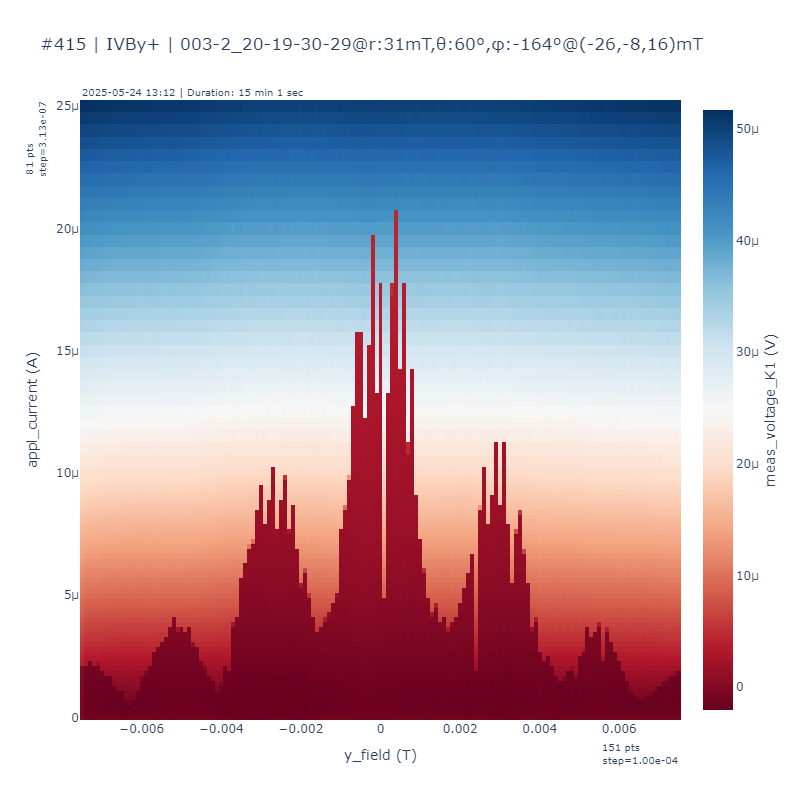 #415 | IVBy+ | 003-2_20-19-30-29@r:31mT,θ:60°,φ:-164°@(-26,-8,16)mT
2025-05-24 13:12 | Duration: 15 min 1 sec
81 pts
step=3.13e-07
25μ
20μ
15μ
10μ
5μ
0
appl_current (A)
−0.006
−0.004
−0.002
0
0.002
0.004
0.006
y_field (T)
151 pts
step=1.00e-04
50μ
40μ
30μ
20μ
10μ
0
meas_voltage_K1 (V)